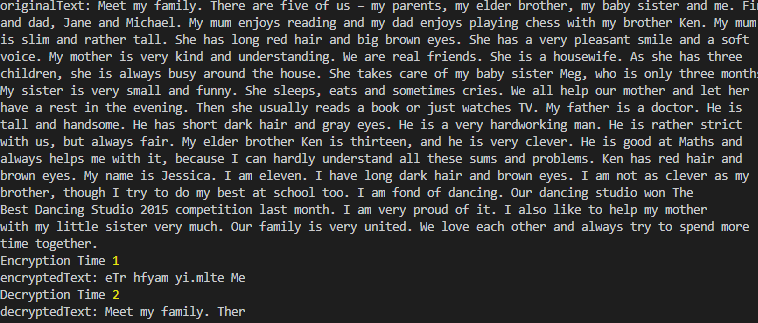 originalText: Meet my family. There are five of us – my parents, my elder brother, my baby sister and me. Fi
and dad, Jane and Michael. My mum enjoys reading and my dad enjoys playing chess with my brother Ken. My mum
is slim and rather tall. She has long red hair and big brown eyes. She has a very pleasant smile and a soft
voice. My mother is very kind and understanding. We are real friends. She is a housewife. As she has three
children, she is always busy around the house. She takes care of my baby sister Meg, who is only three month
My sister is very small and funny. She sleeps, eats and sometimes cries. We all help our mother and let her
have a rest in the evening. Then she usually reads a book or just watches TV. My father is a doctor. He is
tall and handsome. He has short dark hair and gray eyes. He is a very hardworking man. He is rather strict
with us, but always fair. My elder brother Ken is thirteen, and he is very clever. He is good at Maths and
always helps me with it, because I can hardly understand all these sums and problems. Ken has red hair and
brown eyes. My name is Jessica. I am eleven. I have long dark hair and brown eyes. I am not as clever as my
brother, though I try to do my best at school too. I am fond of dancing. Our dancing studio won The
Best Dancing Studio 2015 competition last month. I am very proud of it. I also like to help my mother
with my little sister very much. Our family is very united. We love each other and always try to spend more
time together.
Encryption Time 1
encryptedText: eTr hfyam yi.mlte Me
Decryption Time 2
decryptedText: Meet my family. Ther